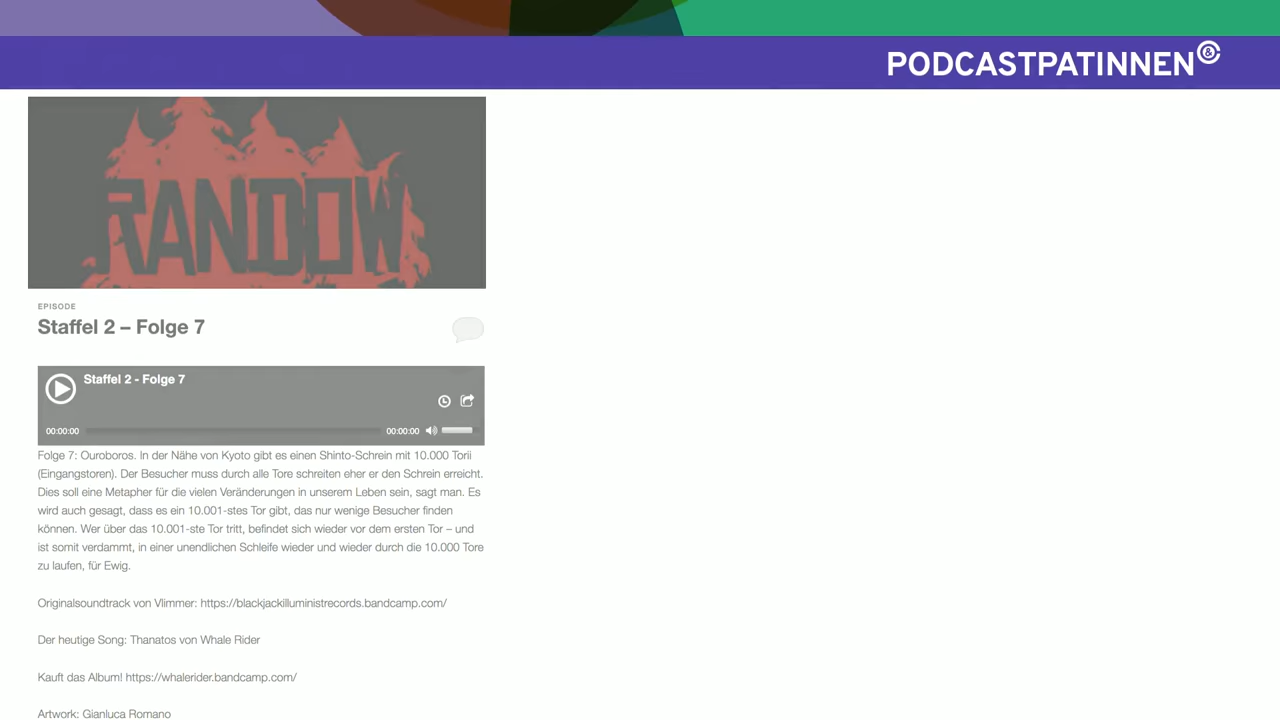 PODCASTPATINNEN &
RANDOW
EPISODE
Staffel 2 – Folge 7
Staffel 2 - Folge 7
00:00:00 00:00:00
Folge 7: Ouroboros. In der Nähe von Kyoto gibt es einen Shinto-Schrein mit 10.000 Torii
(Eingangstoren). Der Besucher muss durch alle Tore schreiten eher er den Schrein erreicht.
Dies soll eine Metapher für die vielen Veränderungen in unserem Leben sein, sagt man. Es
wird auch gesagt, dass es ein 10.001-stes Tor gibt, das nur wenige Besucher finden
können. Wer über das 10.001-ste Tor tritt, befindet sich wieder vor dem ersten Tor – und
ist somit verdammt, in einer unendlichen Schleife wieder und wieder durch die 10.000 Tore
zu laufen, für Ewig.
Originalsoundtrack von Vlimmer: https://blackjackilluministrecords.bandcamp.com/
Der heutige Song: Thanatos von Whale Rider
Kauft das Album! https://whalerider.bandcamp.com/
Artwork: Gianluca Romano